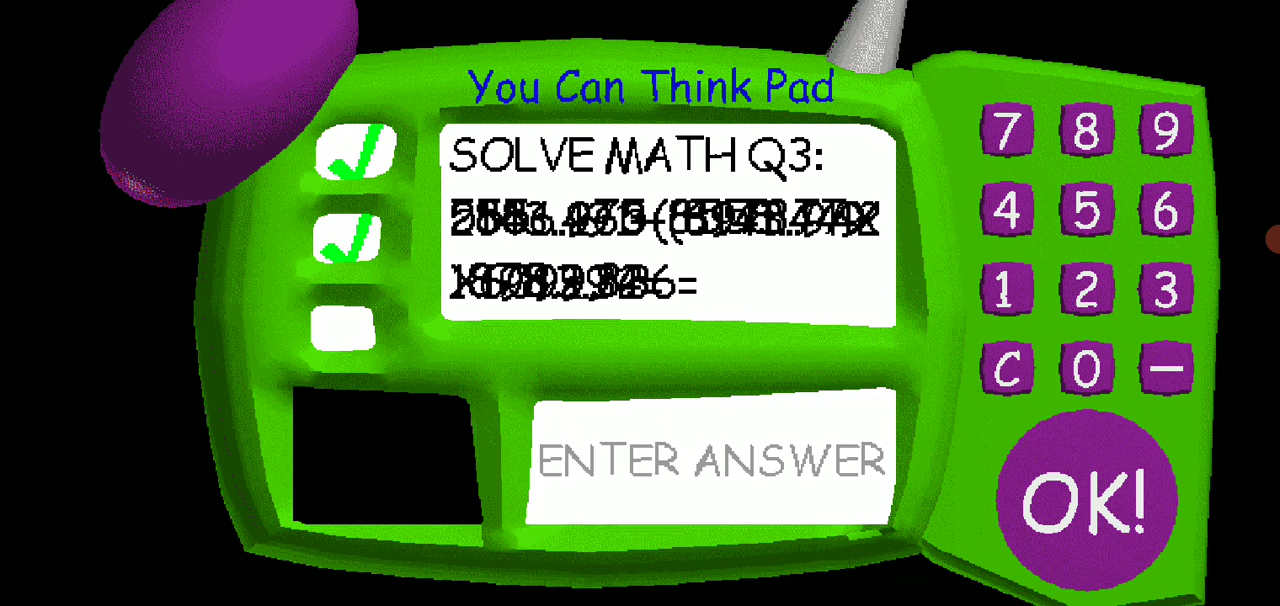 You Can Think Pad
SOLVE MATH Q3:
ENTER ANSWER
7 8 9
4 5 6
1 2 3
C 0 —
OK!